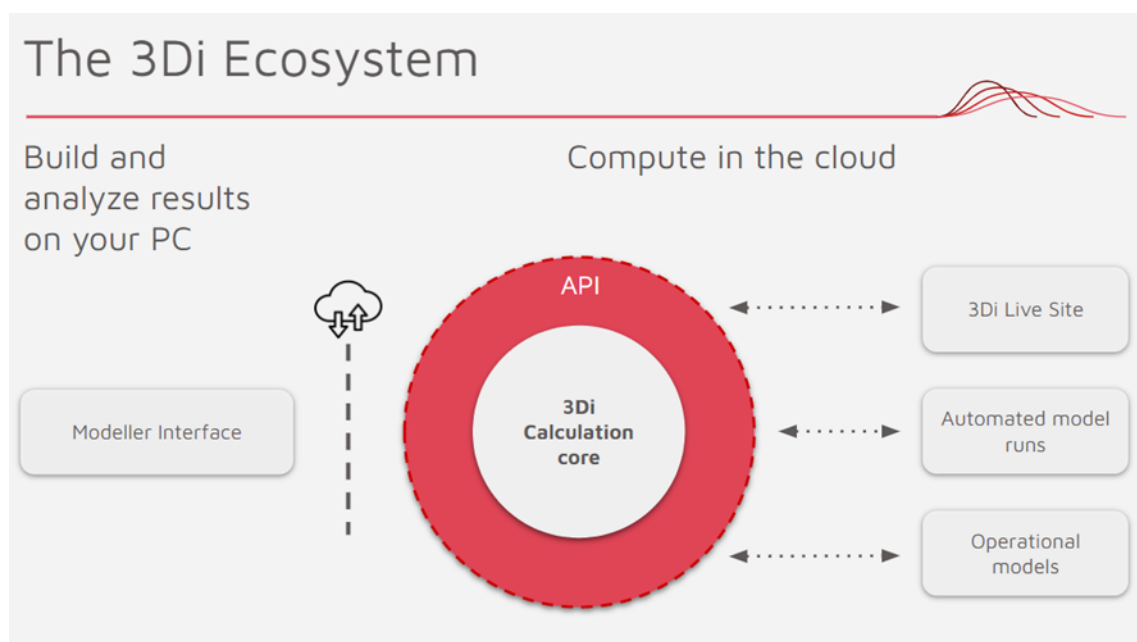 The 3Di Ecosystem
Build and
analyze results
on your PC
Compute in the cloud
API
3Di
Calculation
core
Modeller Interface
3Di Live Site
Automated model
runs
Operational
models